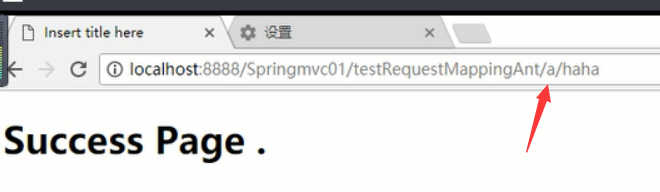 Insert title here
设置
localhost:8888/Springmvc01/testRequestMappingAnt/a/haha
Success Page .